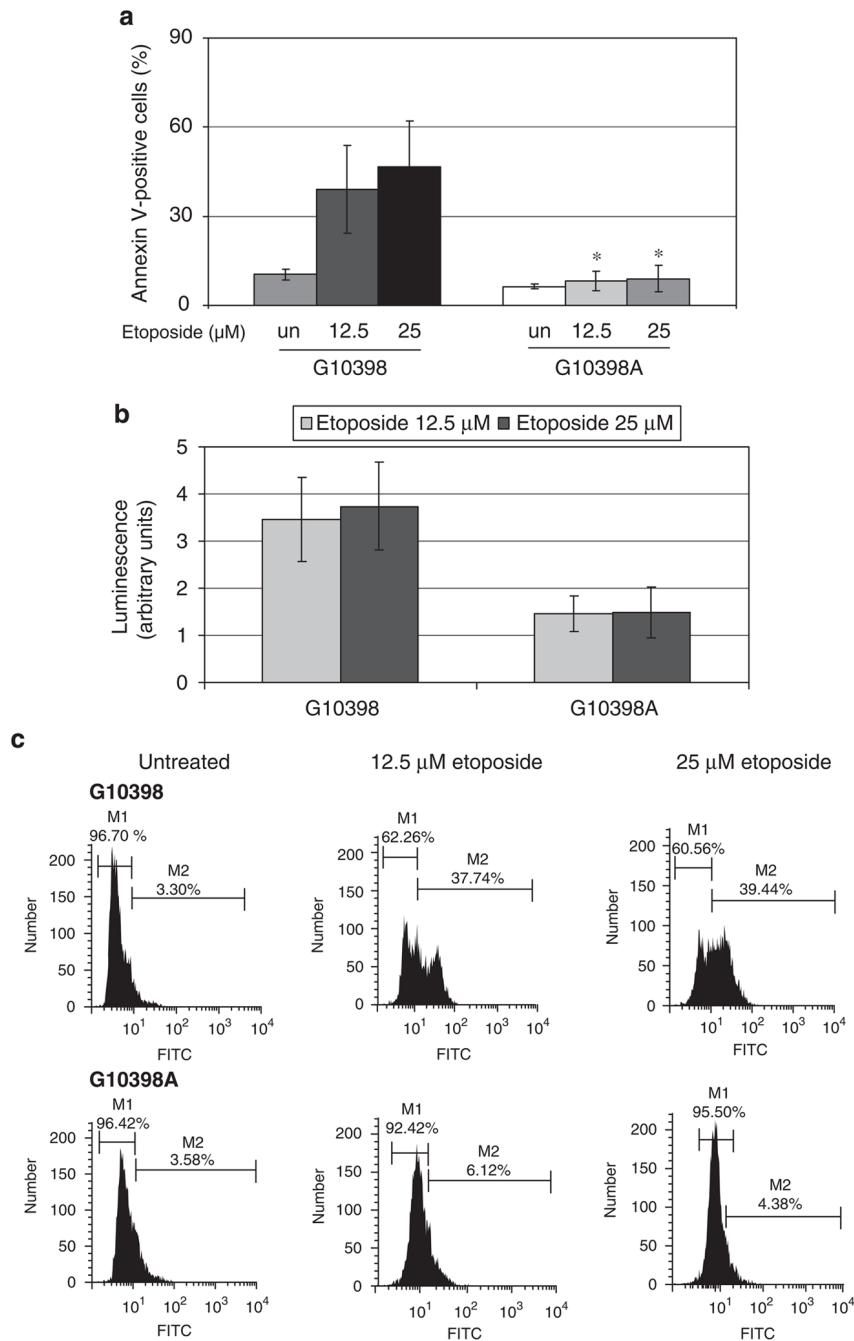 a
Annexin V-positive cells (%)
90
60
30
0
* *
Etoposide (µM) un 12.5 25 un 12.5 25
G10398 G10398A
b
Etoposide 12.5 µM Etoposide 25 µM
Luminescence
(arbitrary units)
5
4
3
2
1
0
G10398 G10398A
c
Untreated 12.5 µM etoposide 25 µM etoposide
G10398
M1
96.70 %
M2
3.30%
Number
200
150
100
50
0
10¹ 10² 10³ 10⁴
FITC
M1
62.26%
M2
37.74%
Number
200
150
100
50
0
10¹ 10² 10³ 10⁴
FITC
M1
60.56%
M2
39.44%
Number
200
150
100
50
0
10¹ 10² 10³ 10⁴
FITC
G10398A
M1
96.42%
M2
3.58%
Number
200
150
100
50
0
10¹ 10² 10³ 10⁴
FITC
M1
92.42%
M2
6.12%
Number
200
150
100
50
0
10¹ 10² 10³ 10⁴
FITC
M1
95.50%
M2
4.38%
Number
200
150
100
50
0
10¹ 10² 10³ 10⁴
FITC